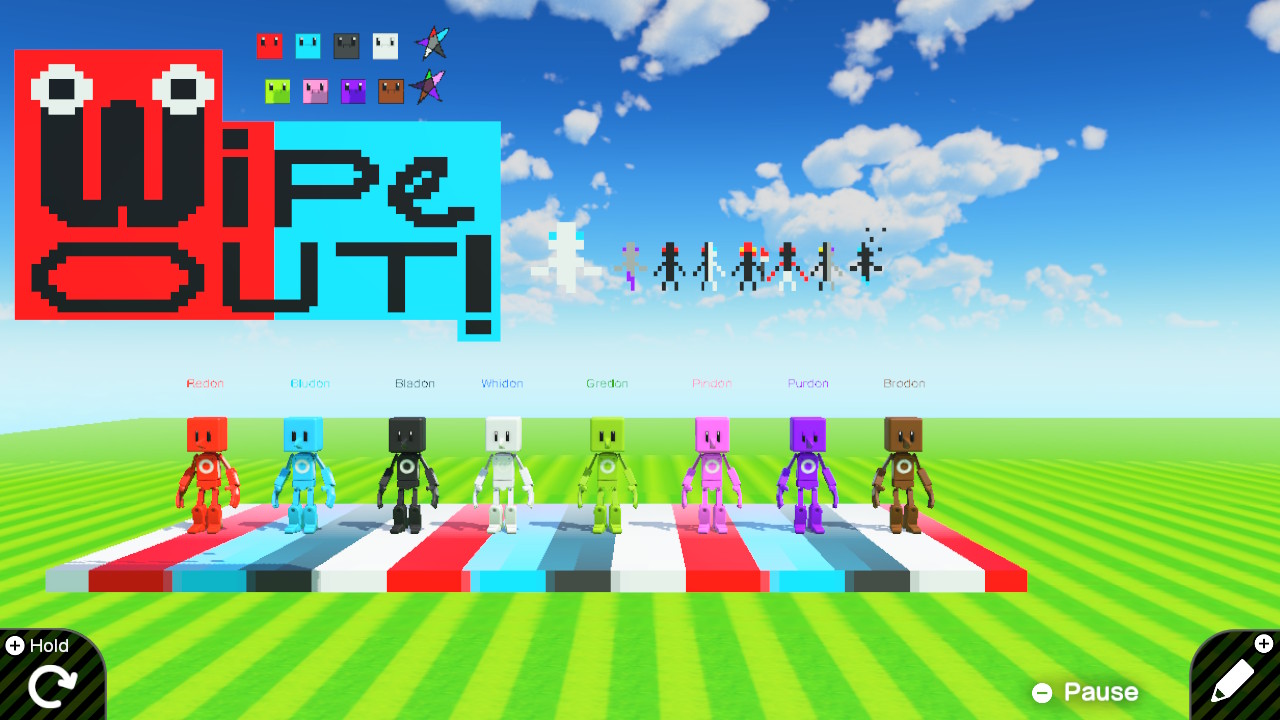 Wipe
OUT!
Redon Bludon Bladon Whidon Gredon Pindon Purdon Brodon
+ Hold
− Pause
+